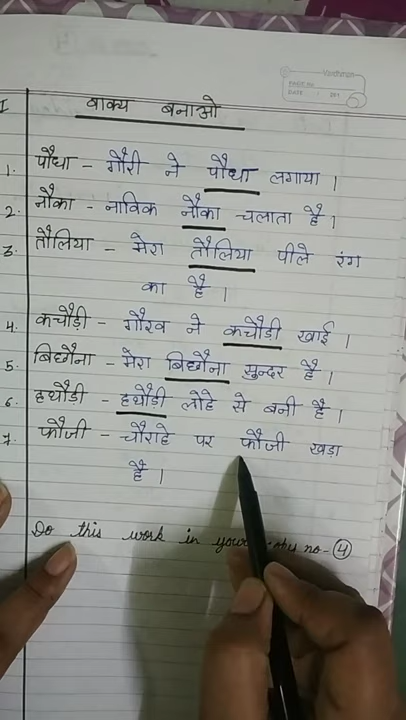 I वाक्य बनाओ
1. पौधा – गौरी ने पौधा लगाया ।
2. नौका – नाविक नौका चलाता है ।
3. तौलिया – मेरा तौलिया पीले रंग
का है ।
4. कचौड़ी – गौरव ने कचौड़ी खाई ।
5. बिछौना – मेरा बिछौना सुन्दर है ।
6. हथौड़ी – हथौड़ी लोहे से बनी है ।
7. फौजी – चौराहे पर फौजी खड़ा
है ।
Do this work in your no- 4